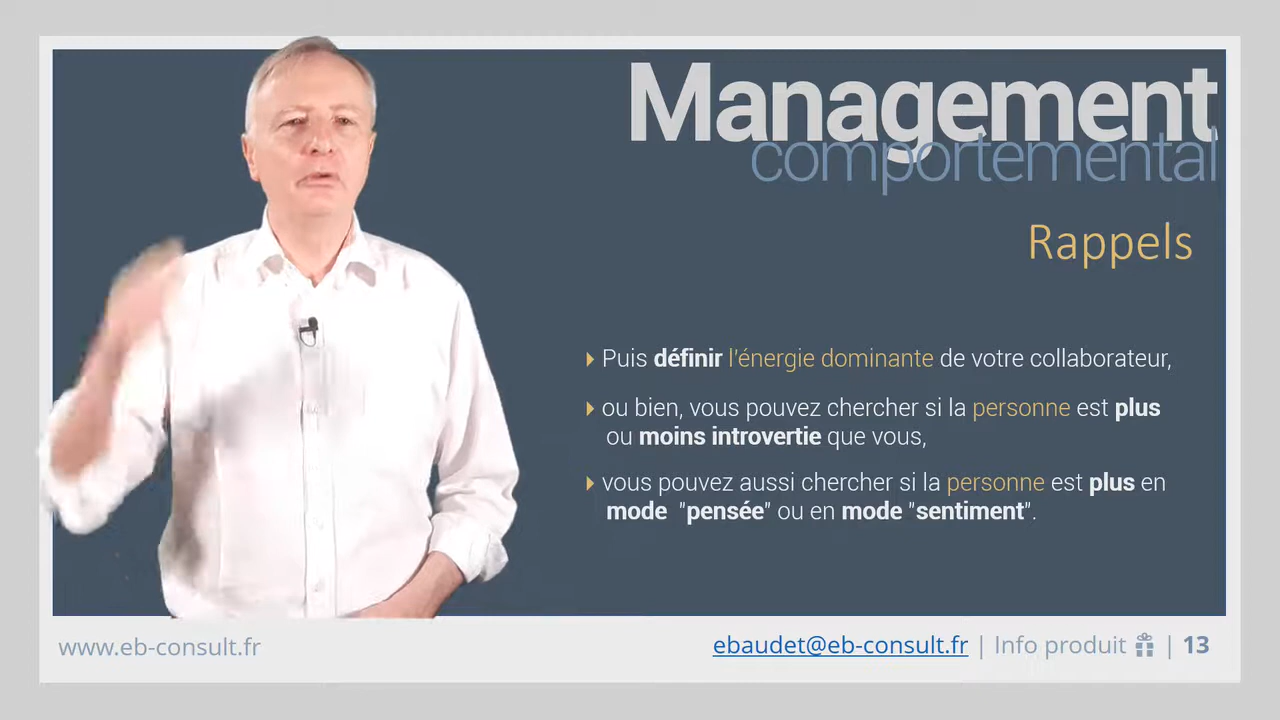 Management
comportemental
Rappels
Puis définir l'énergie dominante de votre collaborateur,
ou bien, vous pouvez chercher si la personne est plus
ou moins introvertie que vous,
vous pouvez aussi chercher si la personne est plus en
mode "pensée" ou en mode "sentiment".
www.eb-consult.fr
ebaudet@eb-consult.fr | Info produit | 13